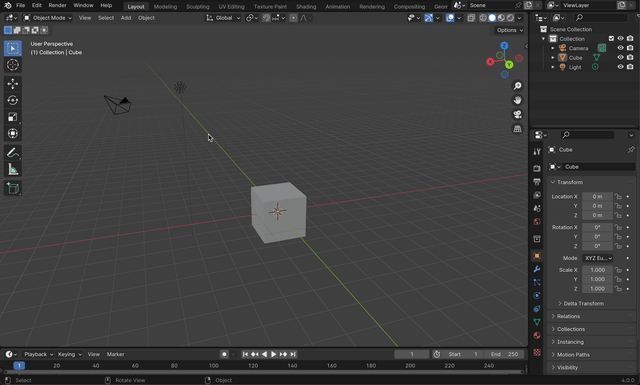 File Edit Render Window Help Layout Modeling Sculpting UV Editing Texture Paint Shading Animation Rendering Compositing Scene ViewLayer
Object Mode View Select Add Object Global
Options
User Perspective
(1) Collection | Cube
Z
X
Y
Scene Collection
Collection
Camera
Cube
Light
Cube
Cube
Transform
Location X 0 m
Y 0 m
Z 0 m
Rotation X 0°
Y 0°
Z 0°
Mode XYZ Eu...
Scale X 1.000
Y 1.000
Z 1.000
Delta Transform
Relations
Collections
Instancing
Motion Paths
Visibility
Playback Keying View Marker 1 Start 1 End 250
1 20 40 60 80 100 120 140 160 180 200 220 240
Select Rotate View Object 4.0.0